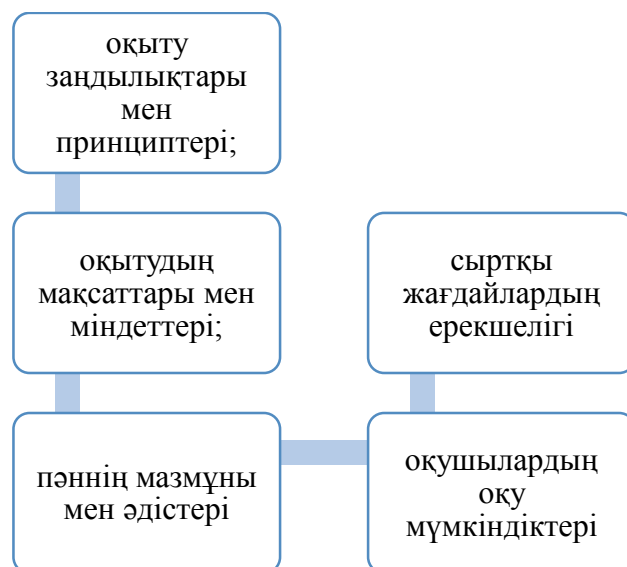 оқыту
заңдылықтары
мен
принциптері;
оқытудың
мақсаттары мен
міндеттері;
пәннің мазмұны
мен әдістері
оқушылардың
оқу
мүмкіндіктері
сыртқы
жағдайлардың
ерекшелігі